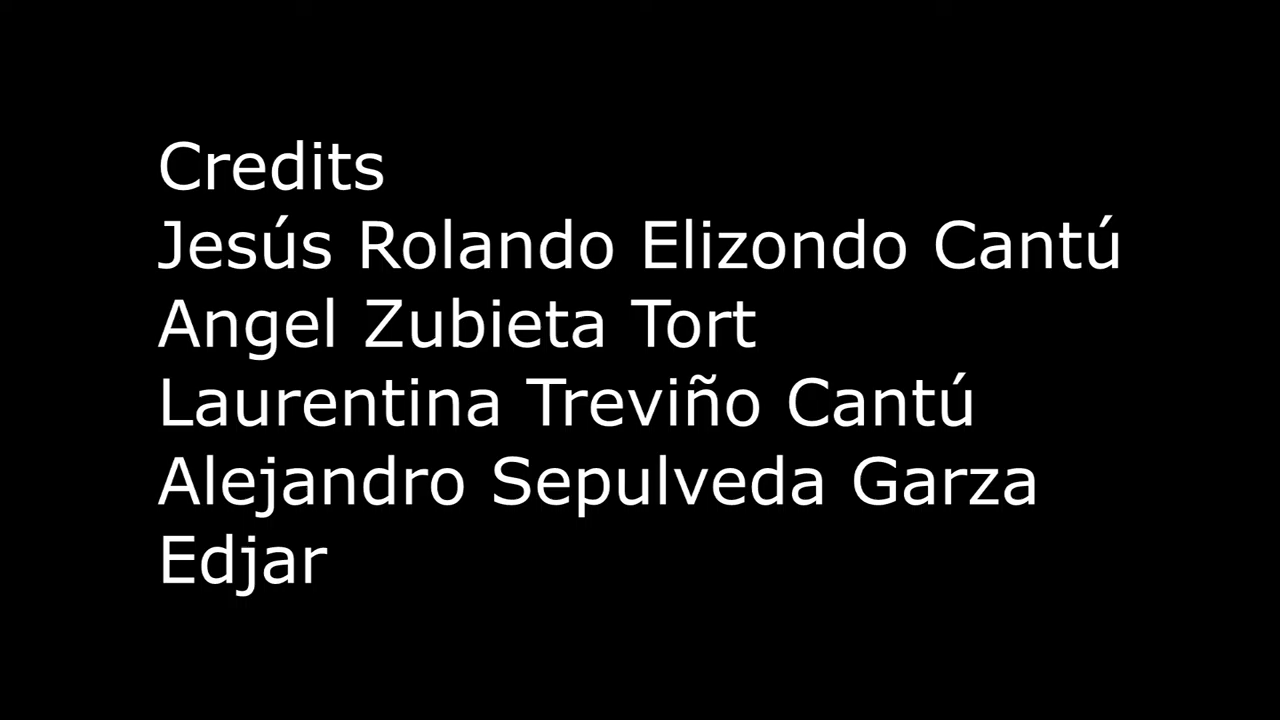 Credits
Jesús Rolando Elizondo Cantú
Angel Zubieta Tort
Laurentina Treviño Cantú
Alejandro Sepulveda Garza
Edjar